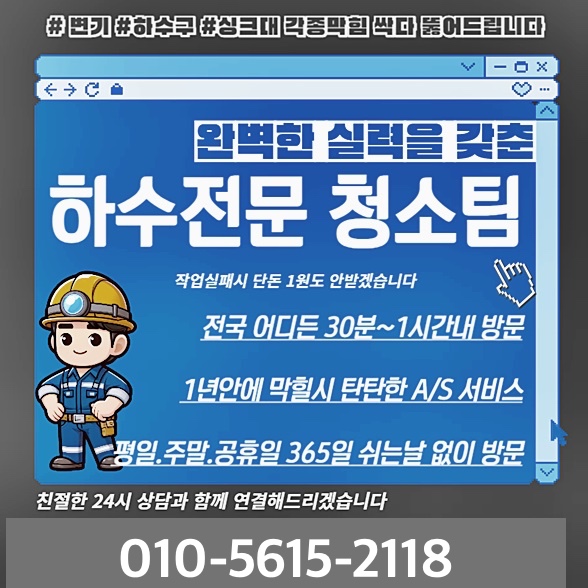 # 변기 #하수구 #싱크대 각종막힘 싹다 뚫어드립니다
완벽한 실력을 갖춘
하수전문 청소팀
작업실패시 단돈 1원도 안받겠습니다
전국 어디든 30분~1시간내 방문
1년안에 막힐시 탄탄한 A/S 서비스
평일.주말.공휴일 365일 쉬는날 없이 방문
친절한 24시 상담과 함께 연결해드리겠습니다
010-5615-2118